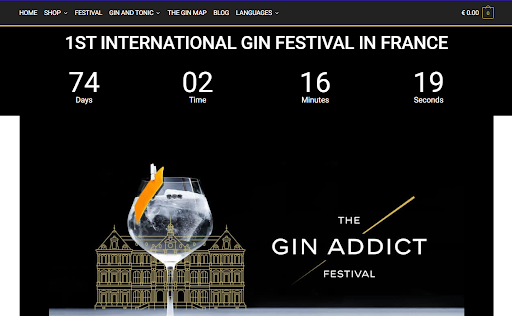 HOME SHOP FESTIVAL GIN AND TONIC THE GIN MAP BLOG LANGUAGES € 0.00 0
1ST INTERNATIONAL GIN FESTIVAL IN FRANCE
74 02 16 19
Days Time Minutes Seconds
THE
GIN ADDICT
FESTIVAL